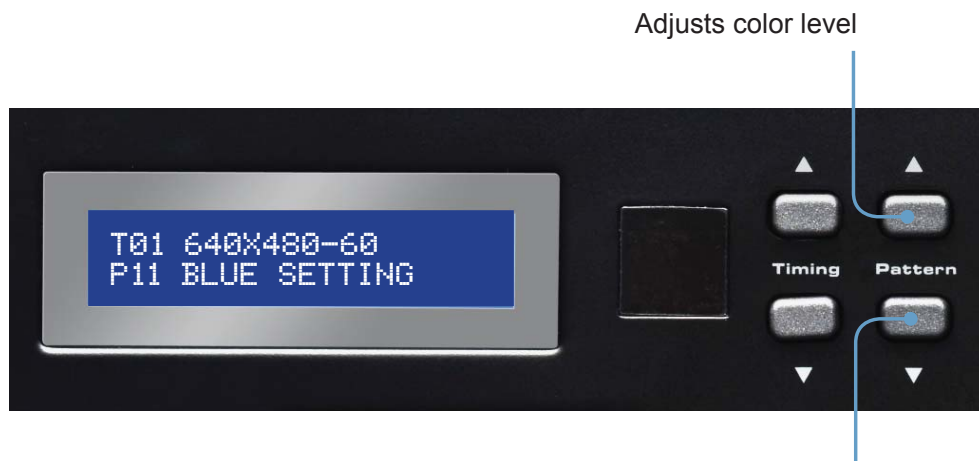 Adjusts color level
T01 640X480-60
P11 BLUE SETTING
Timing Pattern